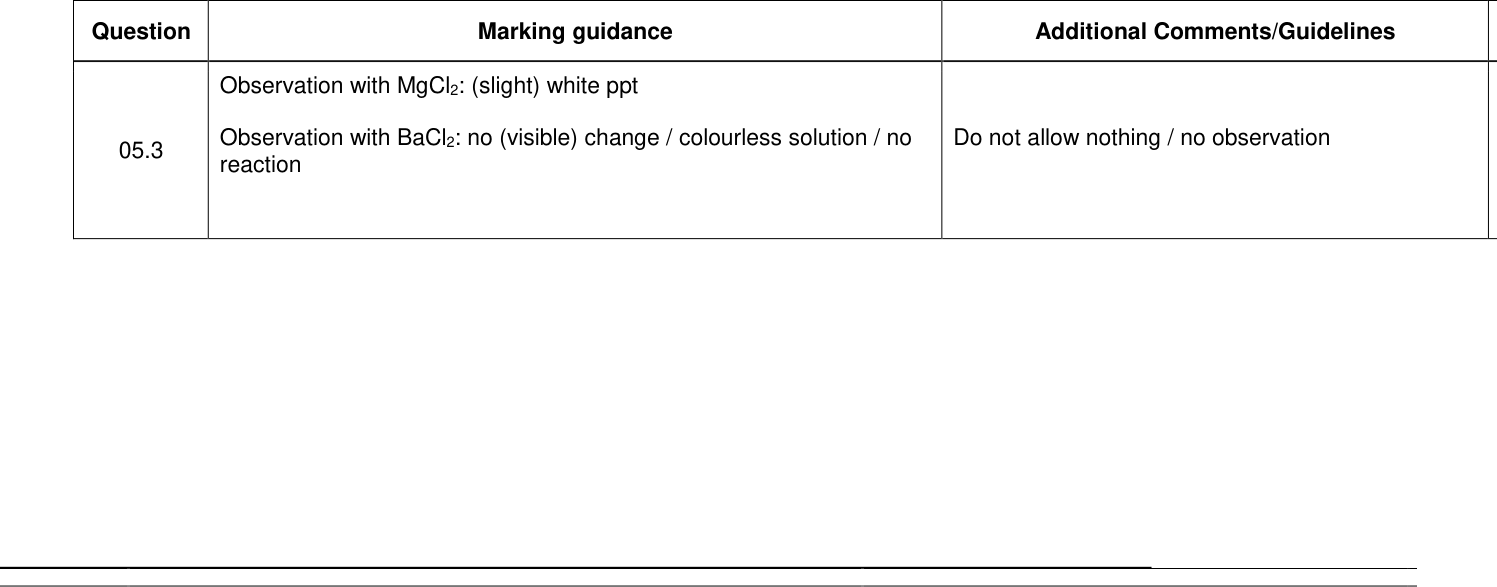 Question Marking guidance Additional Comments/Guidelines
Observation with MgCl₂: (slight) white ppt
05.3
Observation with BaCl₂: no (visible) change / colourless solution / no
reaction
Do not allow nothing / no observation